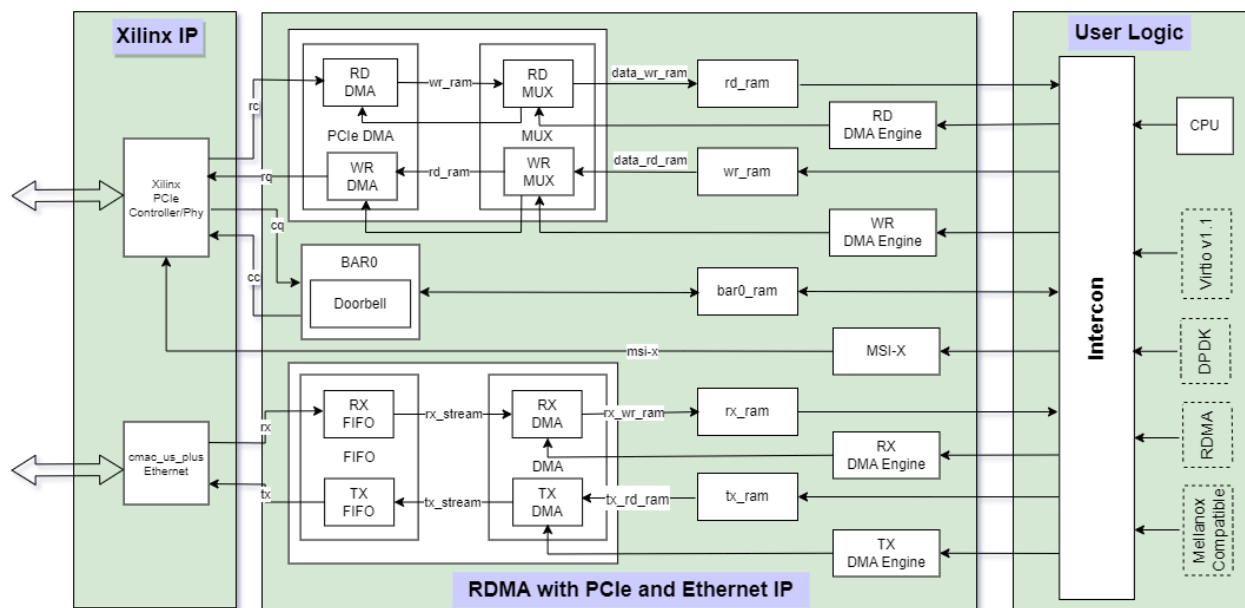 Xilinx IP
User Logic
RD
DMA
wr_ram
RD
MUX
data_wr_ram
rd_ram
rc
PCIe DMA
MUX
RD
DMA Engine
CPU
Xilinx
PCIe
Controller/Phy
rq
WR
DMA
rd_ram
WR
MUX
data_rd_ram
wr_ram
cq
WR
DMA Engine
Virtio v1.1
cc
BAR0
Doorbell
bar0_ram
Intercon
msi-x
MSI-X
DPDK
RX
FIFO
rx_stream
RX
DMA
rx_wr_ram
rx_ram
rx
cmac_us_plus
Ethernet
FIFO
DMA
RX
DMA Engine
RDMA
tx
TX
FIFO
tx_stream
TX
DMA
tx_rd_ram
tx_ram
TX
DMA Engine
Mellanox
Compatible
RDMA with PCIe and Ethernet IP